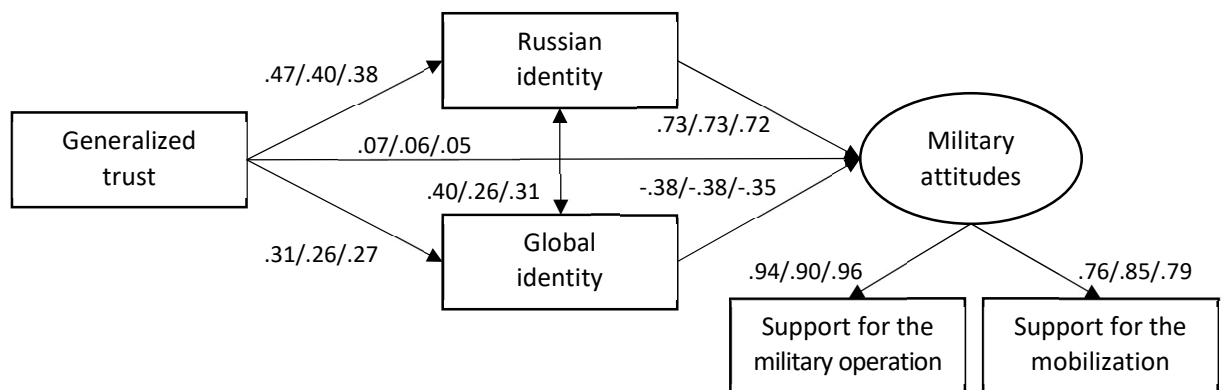 Russian
identity
.47/.40/.38
Generalized
trust
.07/.06/.05
.73/.73/.72
Military
attitudes
.40/.26/.31
-.38/-.38/-.35
.31/.26/.27
Global
identity
.94/.90/.96
.76/.85/.79
Support for the
military operation
Support for the
mobilization